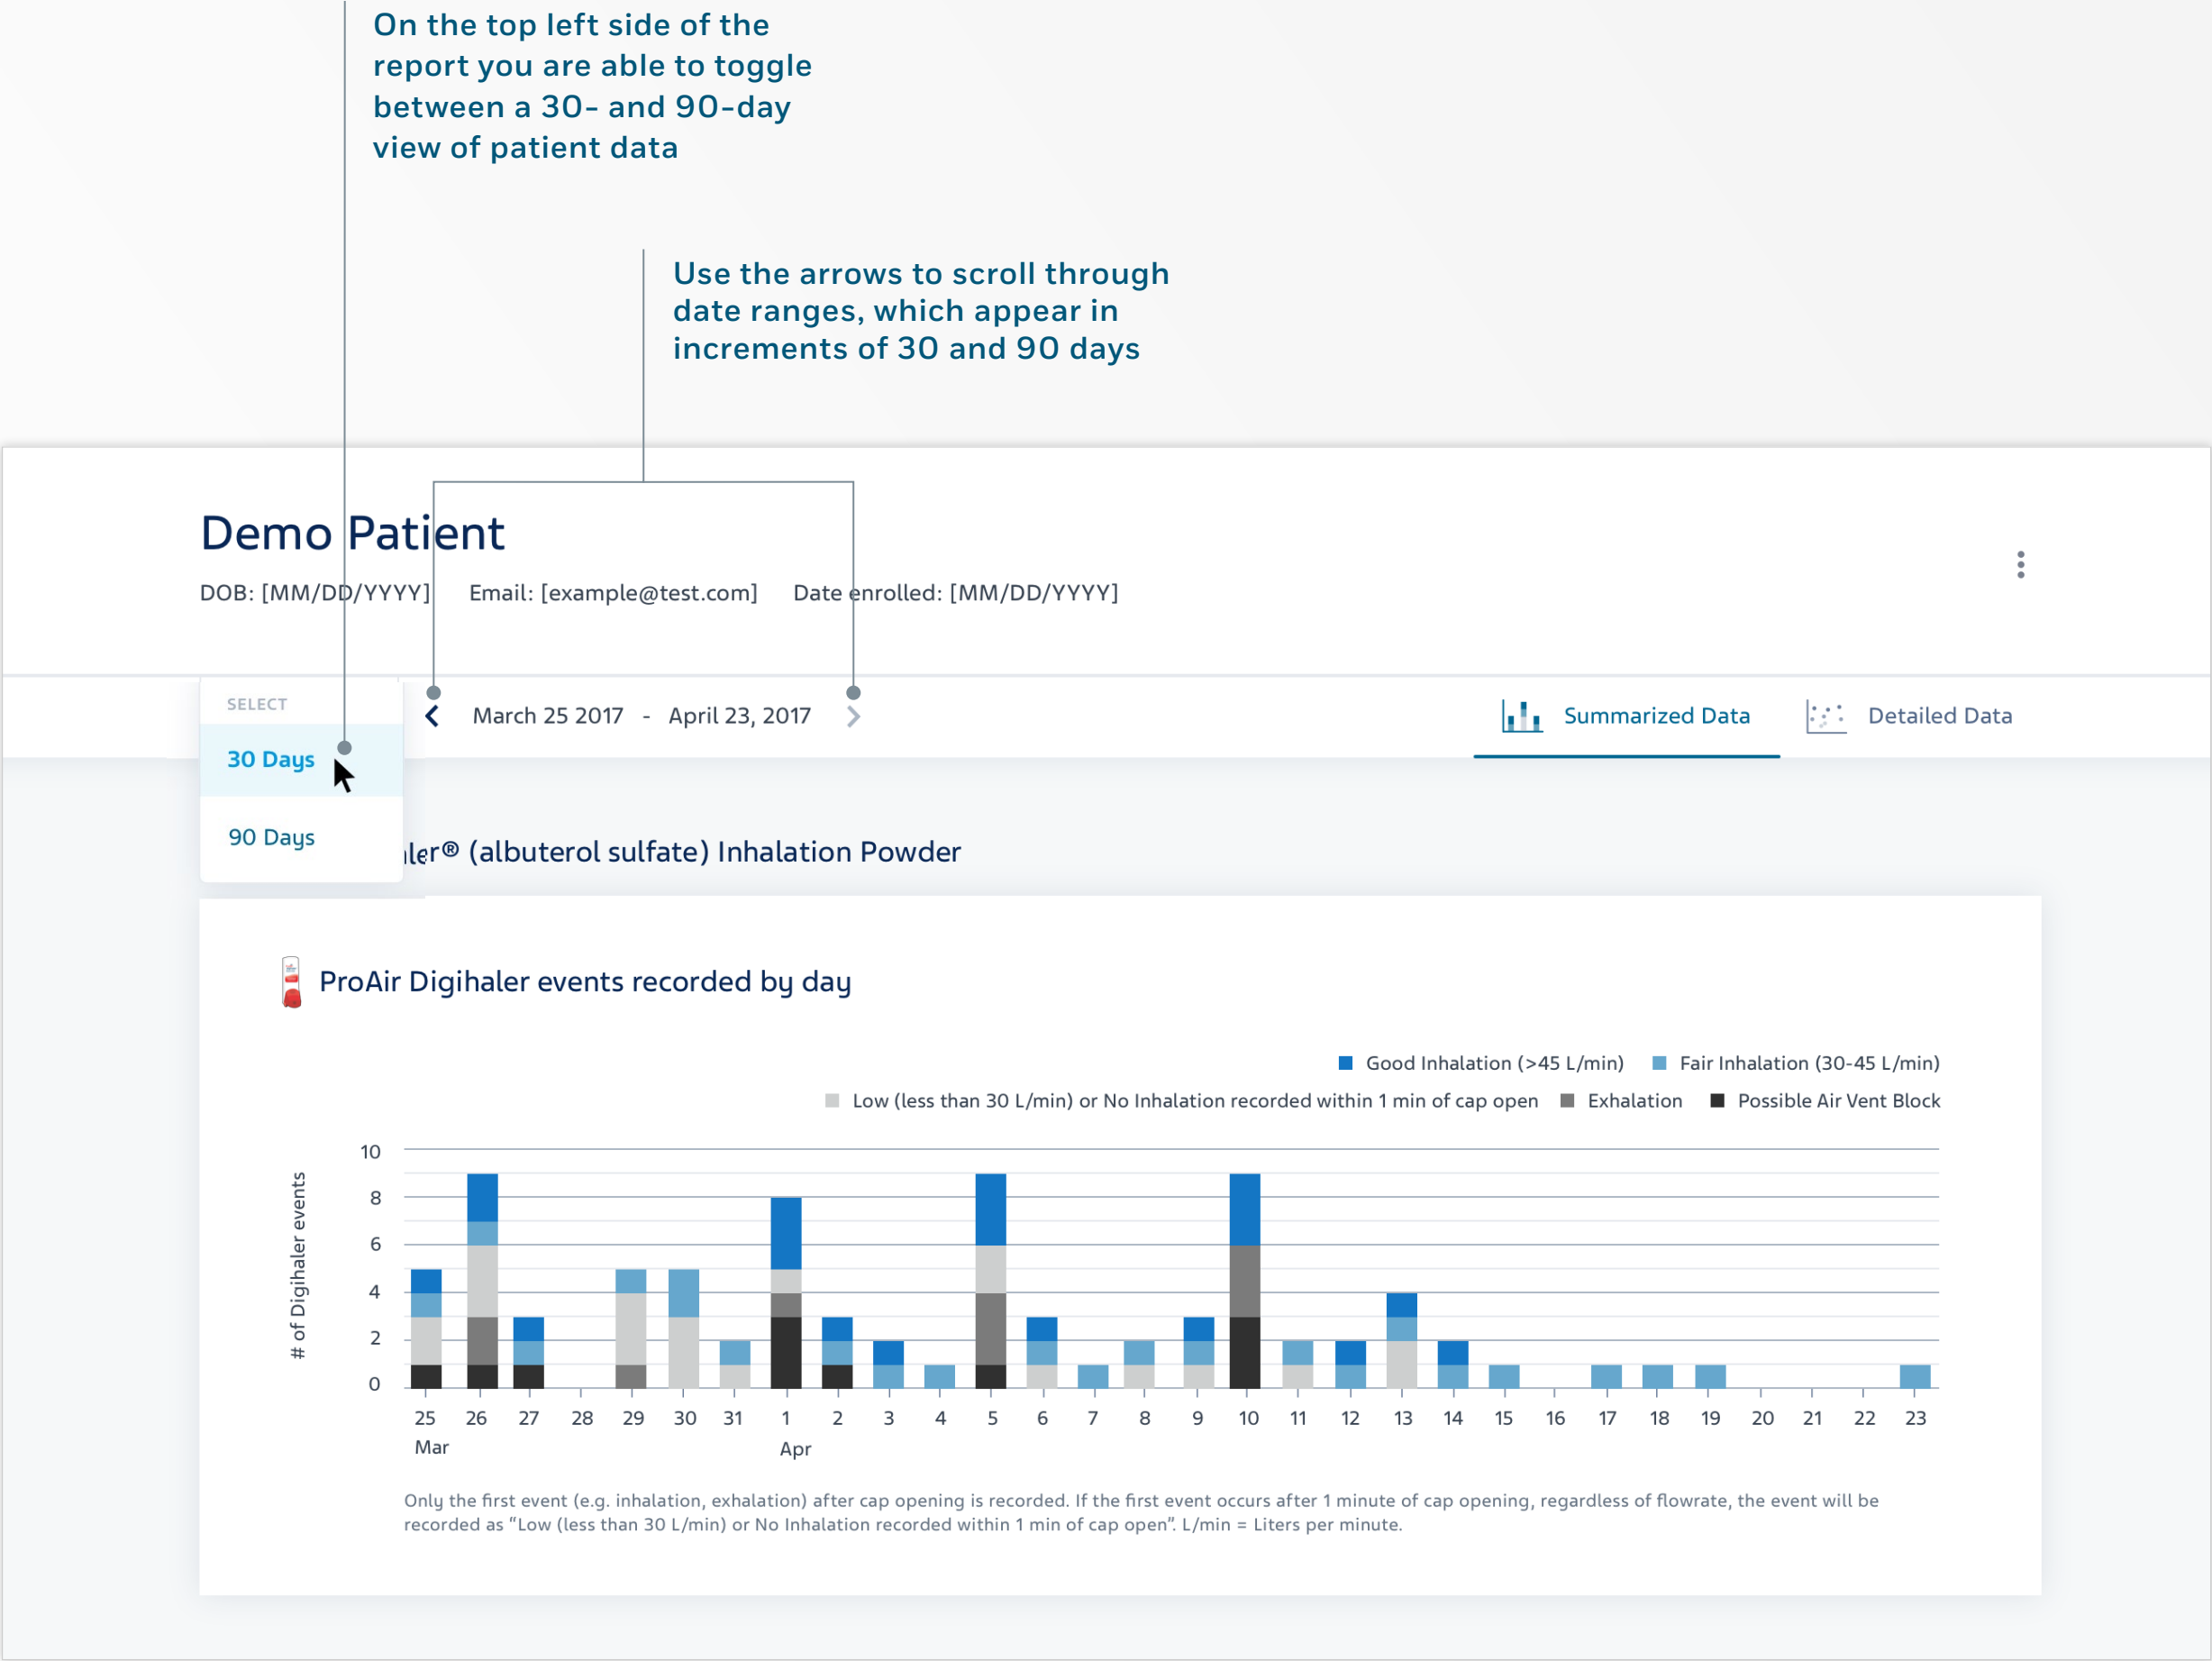 On the top left side of the
report you are able to toggle
between a 30- and 90-day
view of patient data
Use the arrows to scroll through
date ranges, which appear in
increments of 30 and 90 days
Demo Patient
DOB: [MM/DD/YYYY] Email: [example@test.com] Date enrolled: [MM/DD/YYYY]
SELECT
30 Days
90 Days
March 25 2017 - April 23, 2017
Summarized Data
Detailed Data
ler® (albuterol sulfate) Inhalation Powder
ProAir Digihaler events recorded by day
Good Inhalation (>45 L/min) Fair Inhalation (30-45 L/min)
Low (less than 30 L/min) or No Inhalation recorded within 1 min of cap open Exhalation Possible Air Vent Block
# of Digihaler events
10
8
6
4
2
0
25 26 27 28 29 30 31 1 2 3 4 5 6 7 8 9 10 11 12 13 14 15 16 17 18 19 20 21 22 23
Mar Apr
Only the first event (e.g. inhalation, exhalation) after cap opening is recorded. If the first event occurs after 1 minute of cap opening, regardless of flowrate, the event will be
recorded as “Low (less than 30 L/min) or No Inhalation recorded within 1 min of cap open”. L/min = Liters per minute.